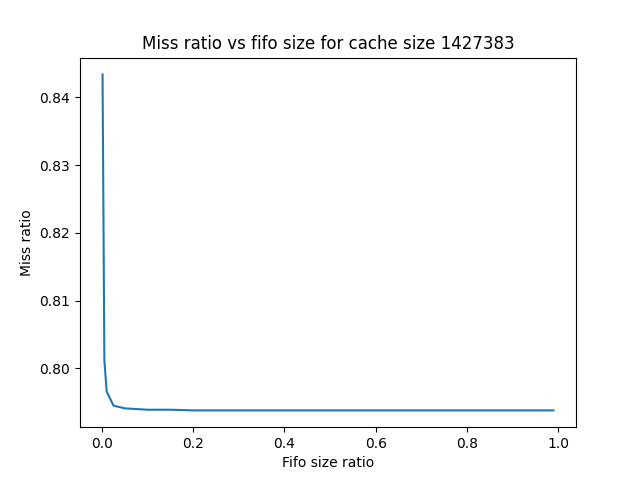 Miss ratio vs fifo size for cache size 1427383
0.84
0.83
0.82
0.81
0.80
Miss ratio
0.0 0.2 0.4 0.6 0.8 1.0
Fifo size ratio